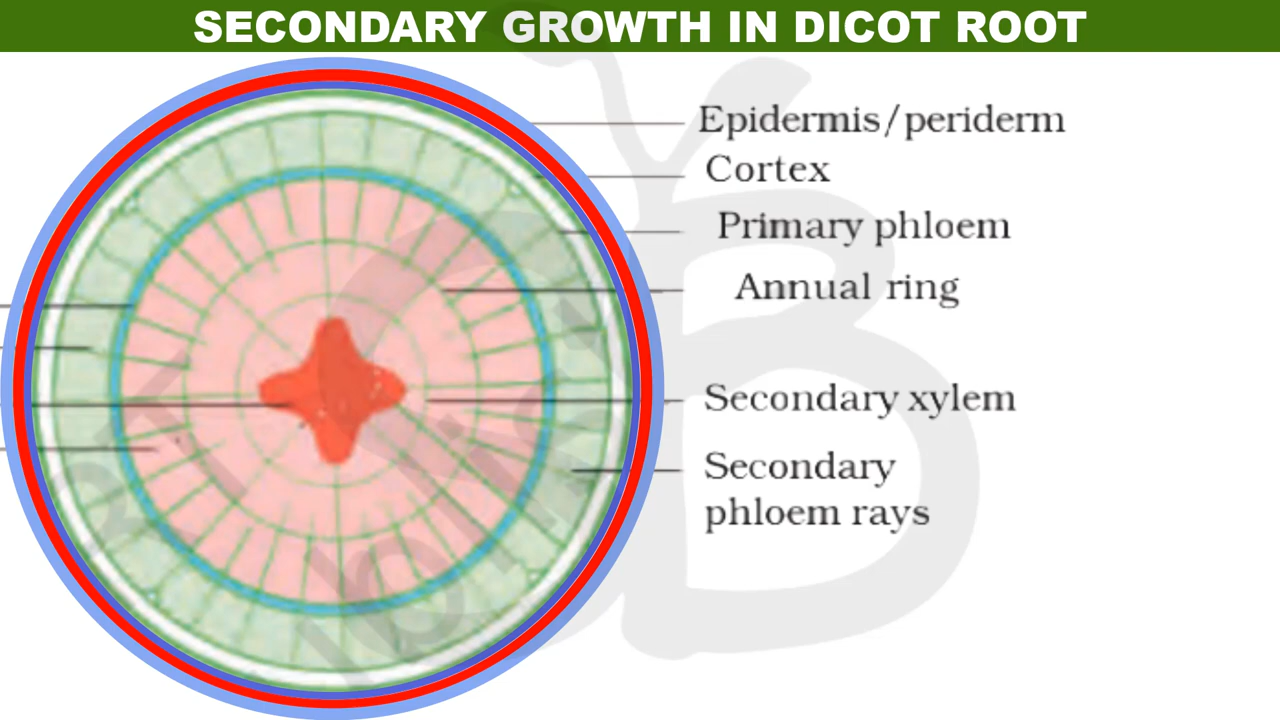 SECONDARY GROWTH IN DICOT ROOT
Epidermis/periderm
Cortex
Primary phloem
Annual ring
Secondary xylem
Secondary
phloem rays